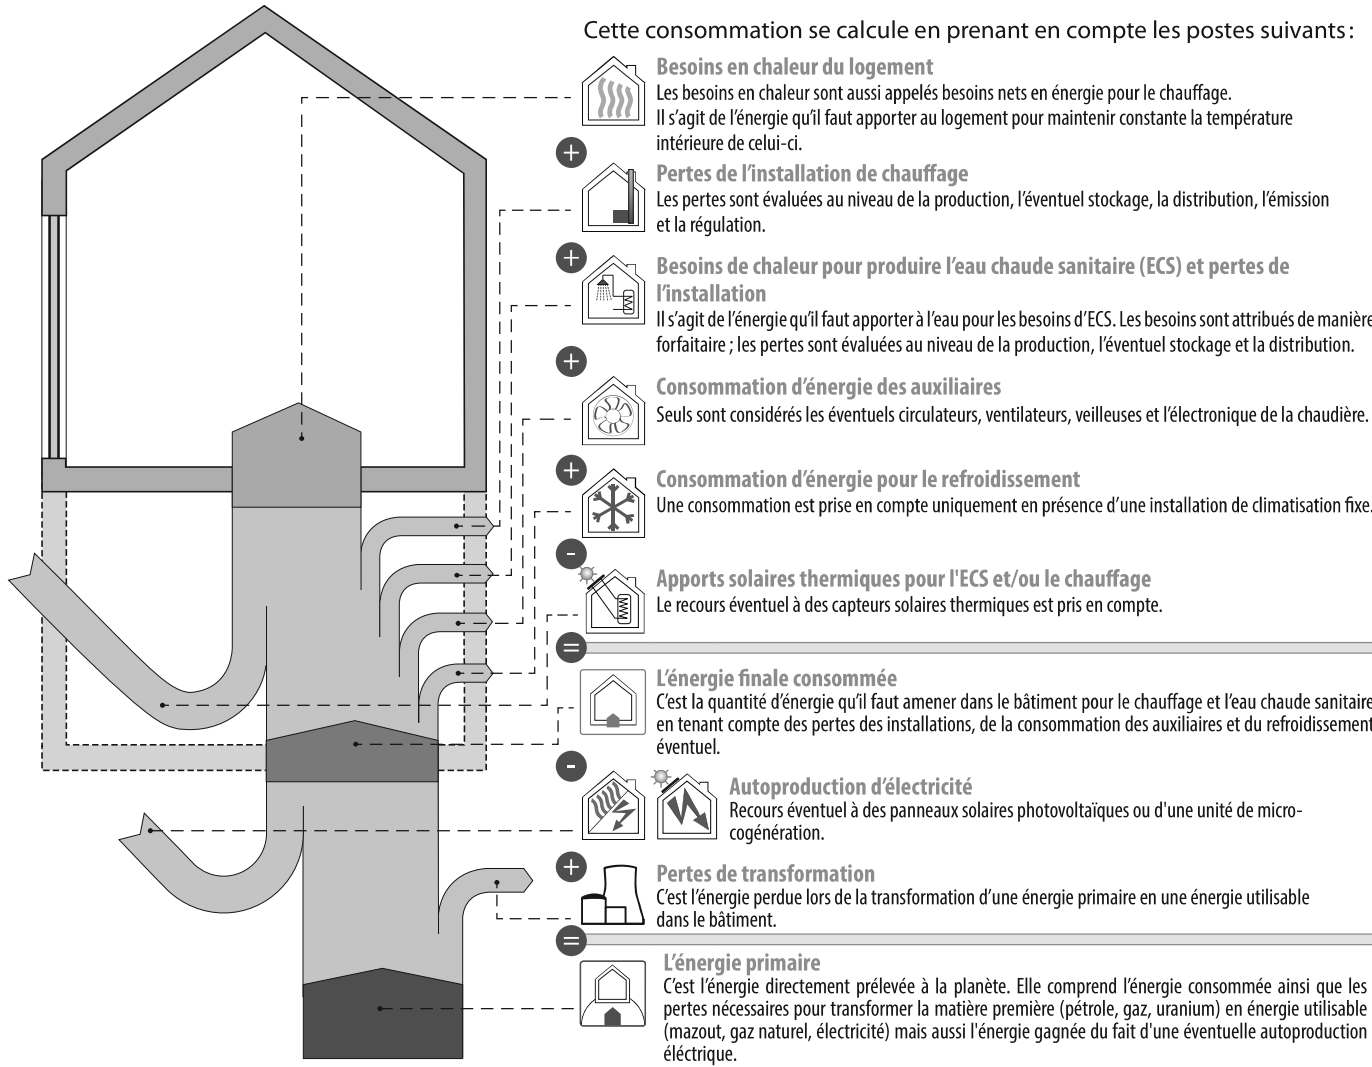 Cette consommation se calcule en prenant en compte les postes suivants :
Besoins en chaleur du logement
Les besoins en chaleur sont aussi appelés besoins nets en énergie pour le chauffage.
Il s'agit de l'énergie qu'il faut apporter au logement pour maintenir constante la température
intérieure de celui-ci.
+
Pertes de l'installation de chauffage
Les pertes sont évaluées au niveau de la production, l'éventuel stockage, la distribution, l'émission
et la régulation.
+
Besoins de chaleur pour produire l'eau chaude sanitaire (ECS) et pertes de
l'installation
Il s'agit de l'énergie qu'il faut apporter à l'eau pour les besoins d'ECS. Les besoins sont attribués de manière
forfaitaire ; les pertes sont évaluées au niveau de la production, l'éventuel stockage et la distribution.
+
Consommation d'énergie des auxiliaires
Seuls sont considérés les éventuels circulateurs, ventilateurs, veilleuses et l'électronique de la chaudière.
+
Consommation d'énergie pour le refroidissement
Une consommation est prise en compte uniquement en présence d'une installation de climatisation fixe.
-
Apports solaires thermiques pour l'ECS et/ou le chauffage
Le recours éventuel à des capteurs solaires thermiques est pris en compte.
=
L'énergie finale consommée
C'est la quantité d'énergie qu'il faut amener dans le bâtiment pour le chauffage et l'eau chaude sanitaire
en tenant compte des pertes des installations, de la consommation des auxiliaires et du refroidissement
éventuel.
-
Autoproduction d'électricité
Recours éventuel à des panneaux solaires photovoltaïques ou d'une unité de micro-
cogénération.
+
Pertes de transformation
C'est l'énergie perdue lors de la transformation d'une énergie primaire en une énergie utilisable
dans le bâtiment.
=
L'énergie primaire
C'est l'énergie directement prélevée à la planète. Elle comprend l'énergie consommée ainsi que les
pertes nécessaires pour transformer la matière première (pétrole, gaz, uranium) en énergie utilisable
(mazout, gaz naturel, électricité) mais aussi l'énergie gagnée du fait d'une éventuelle autoproduction
éléctrique.